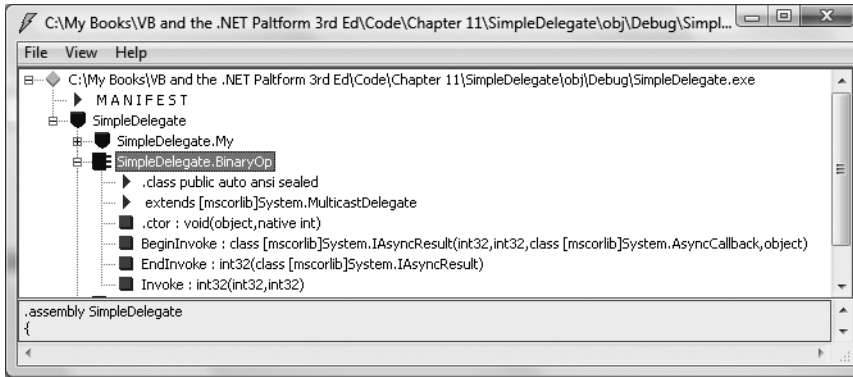 C:\My Books\VB and the .NET Paltform 3rd Ed\Code\Chapter 11\SimpleDelegate\obj\Debug\Simpl...
File View Help
C:\My Books\VB and the .NET Paltform 3rd Ed\Code\Chapter 11\SimpleDelegate\obj\Debug\SimpleDelegate.exe
MANIFEST
SimpleDelegate
SimpleDelegate.My
SimpleDelegate.BinaryOp
.class public auto ansi sealed
extends [mscorlib]System.MulticastDelegate
.ctor : void(object,native int)
BeginInvoke : class [mscorlib]System.IAsyncResult(int32,int32,class [mscorlib]System.AsyncCallback,object)
EndInvoke : int32(class [mscorlib]System.IAsyncResult)
Invoke : int32(int32,int32)
.assembly SimpleDelegate
{